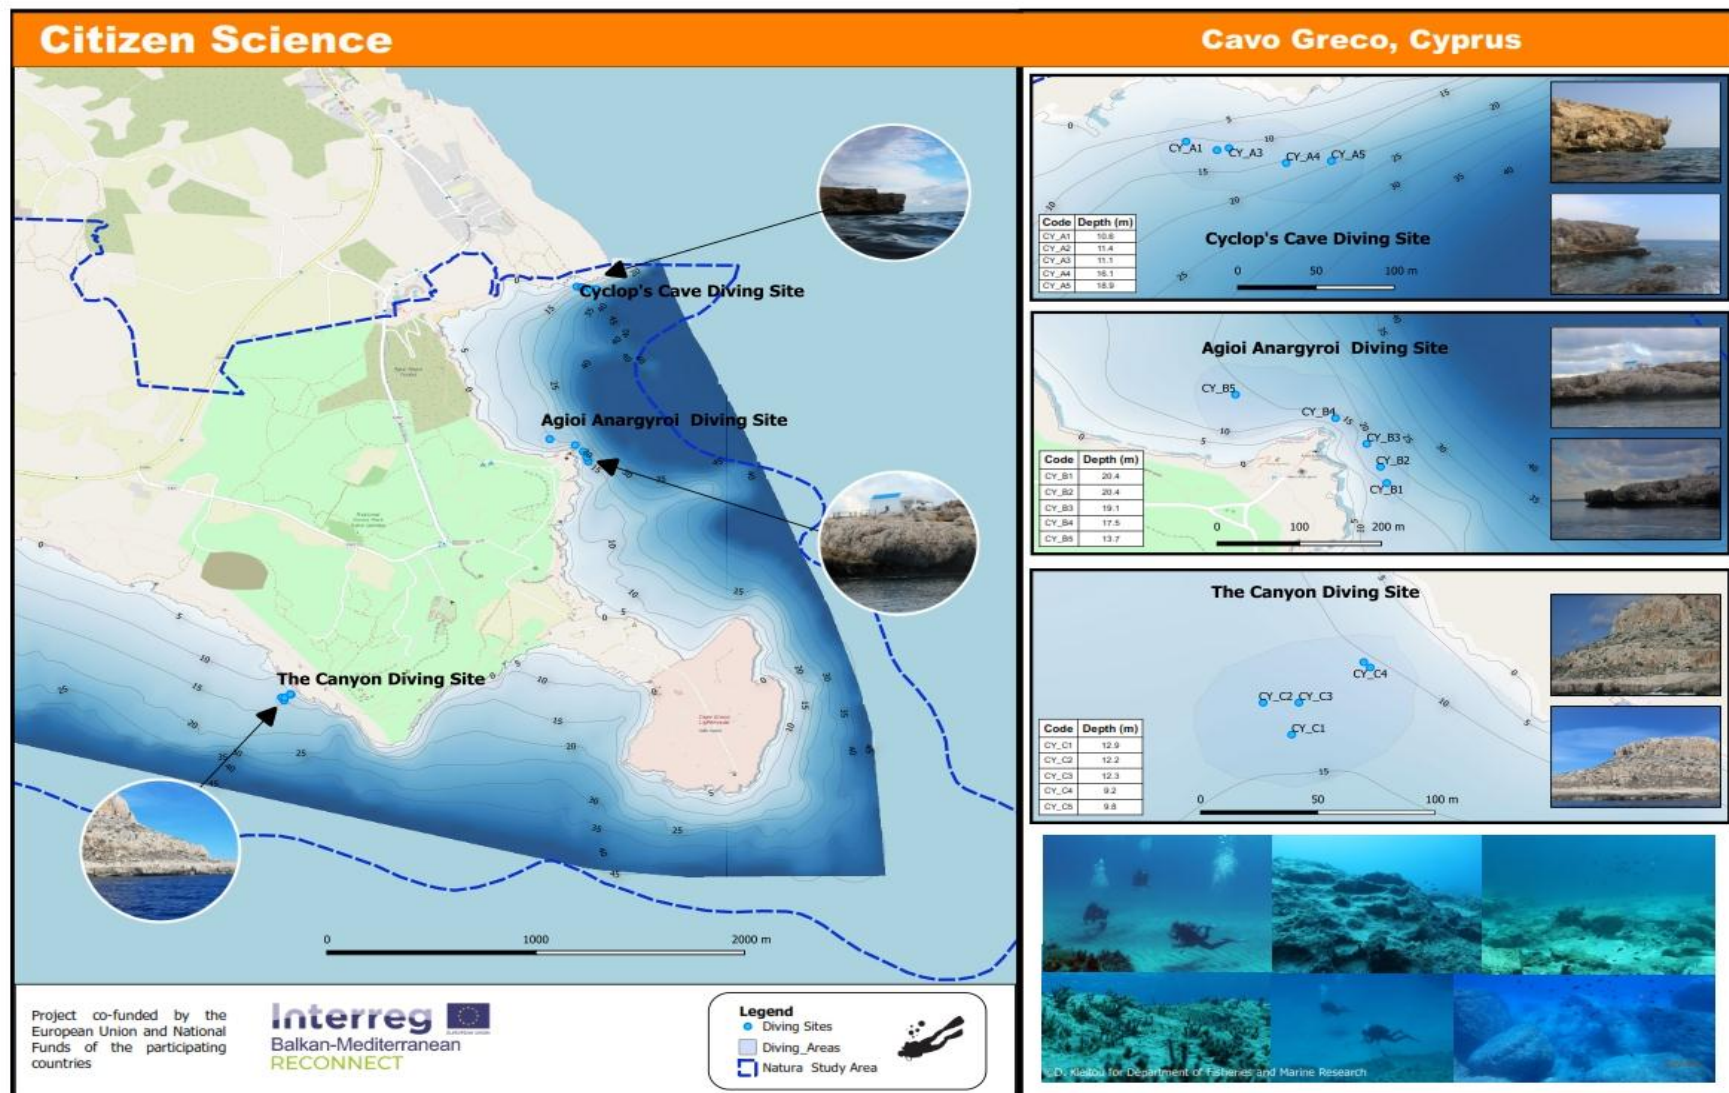 Citizen Science
Cavo Greco, Cyprus
Cyclop's Cave Diving Site
Agioi Anargyroi Diving Site
The Canyon Diving Site
0 1000 2000 m
CY_A1
CY_A3
CY_A4
CY_A5
Code Depth (m)
CY_A1 10.6
CY_A2 11.4
CY_A3 11.1
CY_A4 16.1
CY_A5 18.9
Cyclop's Cave Diving Site
0 50 100 m
Agioi Anargyroi Diving Site
CY_B5
CY_B4
CY_B3
CY_B2
CY_B1
Code Depth (m)
CY_B1 20.4
CY_B2 20.4
CY_B3 19.1
CY_B4 17.5
CY_B5 13.7
0 100 200 m
The Canyon Diving Site
CY_C4
CY_C2 CY_C3
CY_C1
Code Depth (m)
CY_C1 12.9
CY_C2 12.2
CY_C3 12.3
CY_C4 9.2
CY_C5 9.8
0 50 100 m
Project co-funded by the
European Union and National
Funds of the participating
countries
Interreg
EUROPEAN UNION
Balkan-Mediterranean
RECONNECT
Legend
Diving Sites
Diving_Areas
Natura Study Area
D. Kleitou for Department of Fisheries and Marine Research